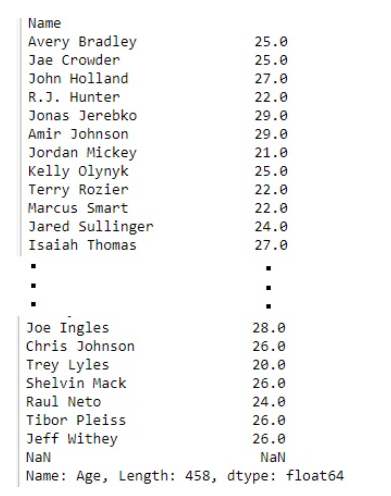 Name
Avery Bradley 25.0
Jae Crowder 25.0
John Holland 27.0
R.J. Hunter 22.0
Jonas Jerebko 29.0
Amir Johnson 29.0
Jordan Mickey 21.0
Kelly Olynyk 25.0
Terry Rozier 22.0
Marcus Smart 22.0
Jared Sullinger 24.0
Isaiah Thomas 27.0
. .
. .
. .
Joe Ingles 28.0
Chris Johnson 26.0
Trey Lyles 20.0
Shelvin Mack 26.0
Raul Neto 24.0
Tibor Pleiss 26.0
Jeff Withey 26.0
NaN NaN
Name: Age, Length: 458, dtype: float64